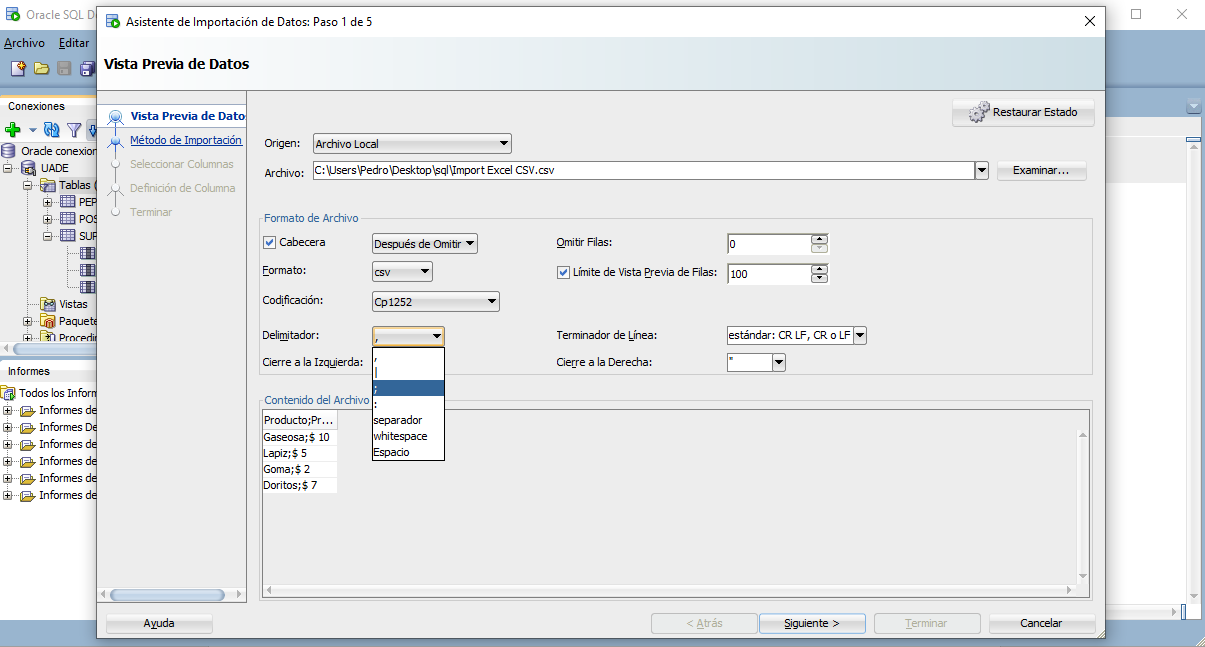 Oracle SQL D
Asistente de Importación de Datos: Paso 1 de 5
Archivo Editar
Vista Previa de Datos
Conexiones
Oracle conexion
UADE
Tablas (
PEP
POS
SUP
Vistas
Paquete
Procedi
Informes
Todos los Inform
Informes de
Informes De
Informes de
Informes de
Informes de
Informes de
Vista Previa de Dato
Método de Importación
Seleccionar Columnas
Definición de Columna
Terminar
Restaurar Estado
Origen: Archivo Local
Archivo: C:\Users\Pedro\Desktop\sql\Import Excel CSV.csv Examinar...
Formato de Archivo
Cabecera Después de Omitir Omitir Filas: 0
Formato: csv Límite de Vista Previa de Filas: 100
Codificación: Cp1252
Delimitador: , Terminador de Línea: estándar: CR LF, CR o LF
Cierre a la Izquierda: Cierre a la Derecha: "
,
|
;
:
separador
whitespace
Espacio
Contenido del Archivo
Producto;Pr...
Gaseosa;$ 10
Lapiz;$ 5
Goma;$ 2
Doritos;$ 7
Ayuda < Atrás Siguiente > Terminar Cancelar